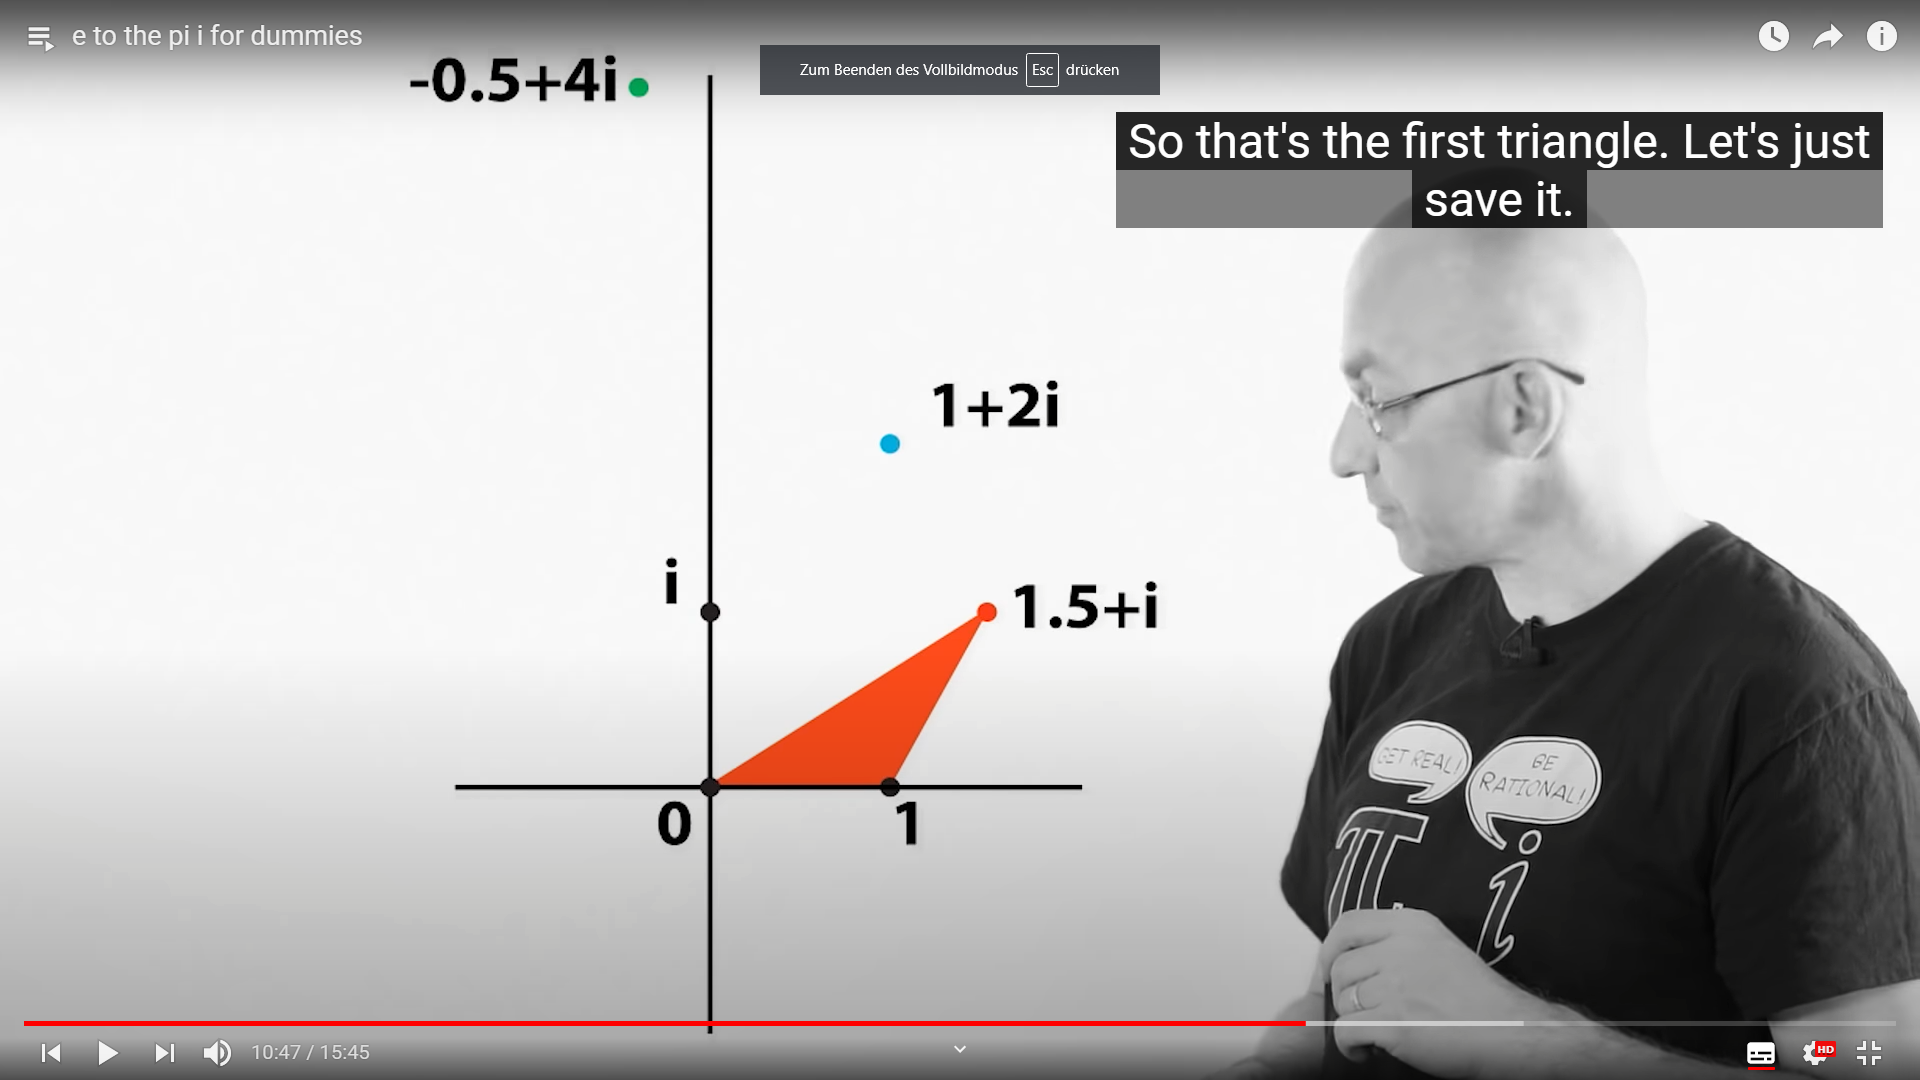 e to the pi i for dummies
Zum Beenden des Vollbildmodus Esc drücken
-0.5+4i
So that's the first triangle. Let's just
save it.
1+2i
i
1.5+i
0
1
GET REAL!
BE
RATIONAL!
π i
10:47 / 15:45
HD